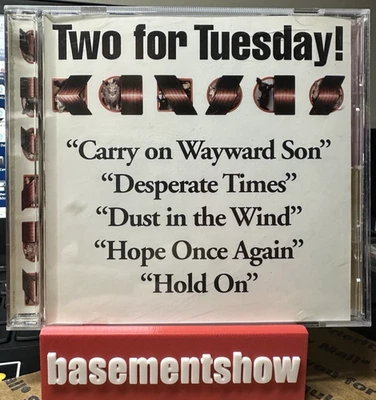 Two for Tuesday!
KANSAS
“Carry on Wayward Son”
“Desperate Times”
“Dust in the Wind”
“Hope Once Again”
“Hold On”
basementshow